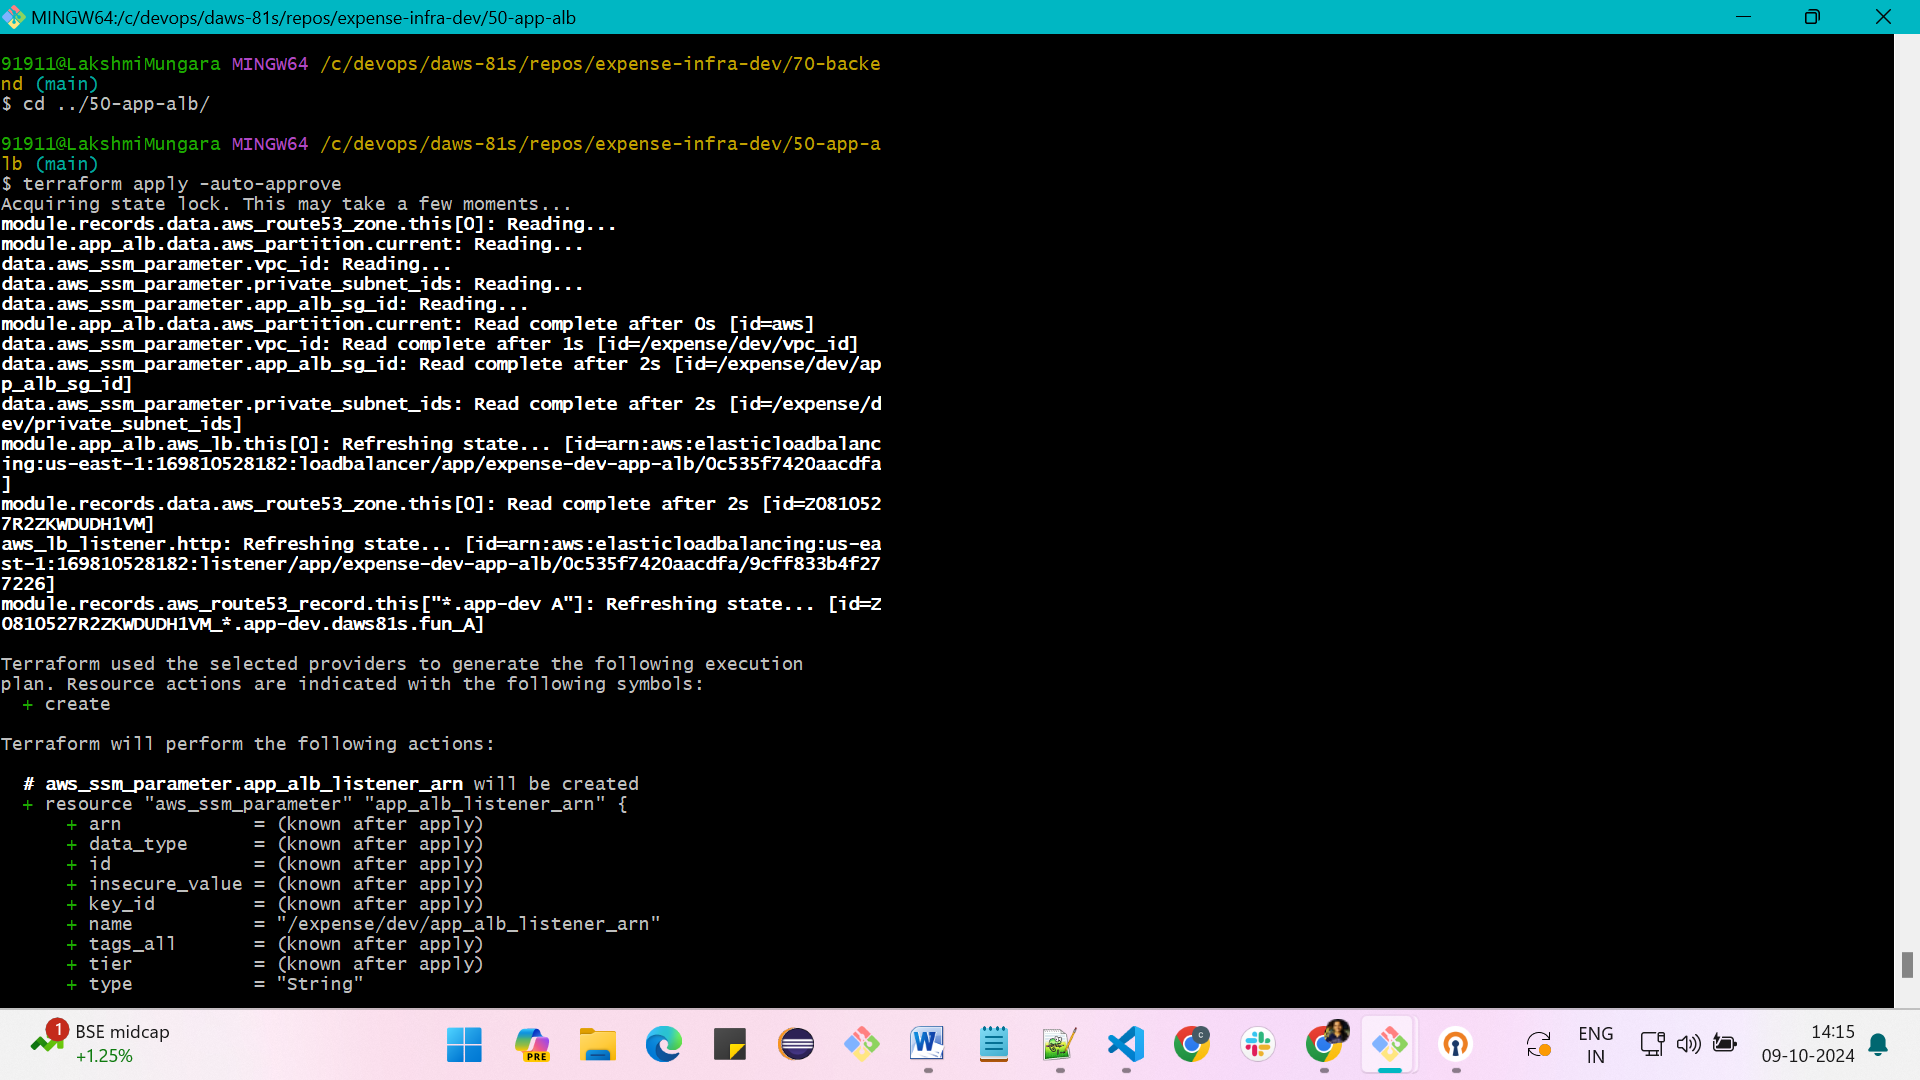 MINGW64:/c/devops/daws-81s/repos/expense-infra-dev/50-app-alb
91911@LakshmiMungara MINGW64 /c/devops/daws-81s/repos/expense-infra-dev/70-backe
nd (main)
$ cd ../50-app-alb/
91911@LakshmiMungara MINGW64 /c/devops/daws-81s/repos/expense-infra-dev/50-app-a
lb (main)
$ terraform apply -auto-approve
Acquiring state lock. This may take a few moments...
module.records.data.aws_route53_zone.this[0]: Reading...
module.app_alb.data.aws_partition.current: Reading...
data.aws_ssm_parameter.vpc_id: Reading...
data.aws_ssm_parameter.private_subnet_ids: Reading...
data.aws_ssm_parameter.app_alb_sg_id: Reading...
module.app_alb.data.aws_partition.current: Read complete after 0s [id=aws]
data.aws_ssm_parameter.vpc_id: Read complete after 1s [id=/expense/dev/vpc_id]
data.aws_ssm_parameter.app_alb_sg_id: Read complete after 2s [id=/expense/dev/ap
p_alb_sg_id]
data.aws_ssm_parameter.private_subnet_ids: Read complete after 2s [id=/expense/d
ev/private_subnet_ids]
module.app_alb.aws_lb.this[0]: Refreshing state... [id=arn:aws:elasticloadbalanc
ing:us-east-1:169810528182:loadbalancer/app/expense-dev-app-alb/0c535f7420aacdfa
]
module.records.data.aws_route53_zone.this[0]: Read complete after 2s [id=Z081052
7R2ZKWDUDH1VM]
aws_lb_listener.http: Refreshing state... [id=arn:aws:elasticloadbalancing:us-ea
st-1:169810528182:listener/app/expense-dev-app-alb/0c535f7420aacdfa/9cff833b4f27
7226]
module.records.aws_route53_record.this["*.app-dev A"]: Refreshing state... [id=Z
0810527R2ZKWDUDH1VM_*.app-dev.daws81s.fun_A]
Terraform used the selected providers to generate the following execution
plan. Resource actions are indicated with the following symbols:
+ create
Terraform will perform the following actions:
# aws_ssm_parameter.app_alb_listener_arn will be created
+ resource "aws_ssm_parameter" "app_alb_listener_arn" {
+ arn = (known after apply)
+ data_type = (known after apply)
+ id = (known after apply)
+ insecure_value = (known after apply)
+ key_id = (known after apply)
+ name = "/expense/dev/app_alb_listener_arn"
+ tags_all = (known after apply)
+ tier = (known after apply)
+ type = "String"
1
BSE midcap
+1.25%
PRE
W
C
ENG
IN
14:15
09-10-2024